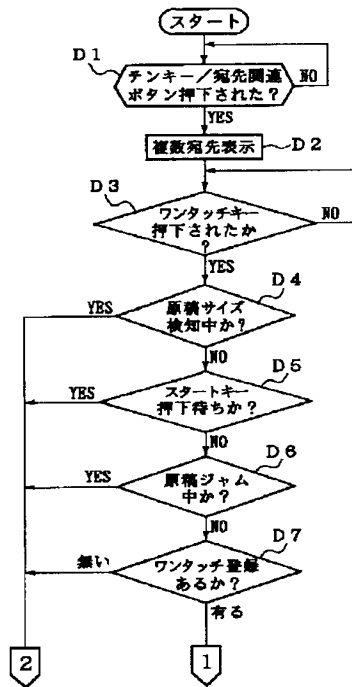 スタート
D1
テンキー/宛先関連
ボタン押下された?
NO
YES
複数宛先表示
D2
D3
ワンタッチキー
押下されたか
?
NO
YES
D4
原稿サイズ
検知中か?
YES
NO
D5
スタートキー
押下待ちか?
YES
NO
D6
原稿ジャム
中か?
YES
NO
D7
ワンタッチ登録
あるか?
無い
有る
2
1